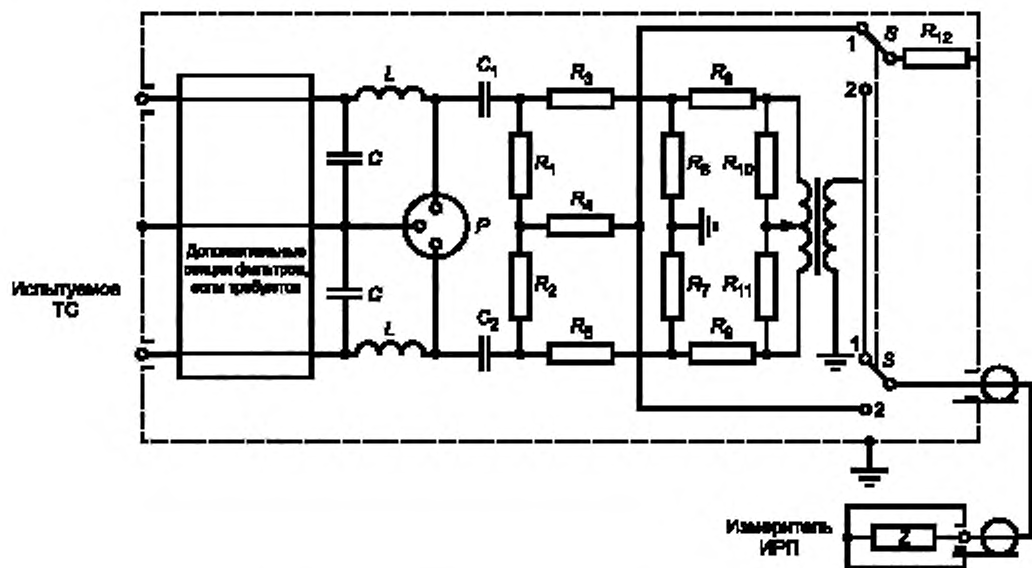 1
S
R₁₂
L
C₁
R₃
R₈
2
C
R₁
R₄
R₆
R₁₀
P
Дополнительные
секции фильтров,
если требуется
Испытуемое
ТС
C
R₂
R₇
R₁₁
L
C₂
R₅
R₉
1
S
2
Измеритель
ИРП
Z